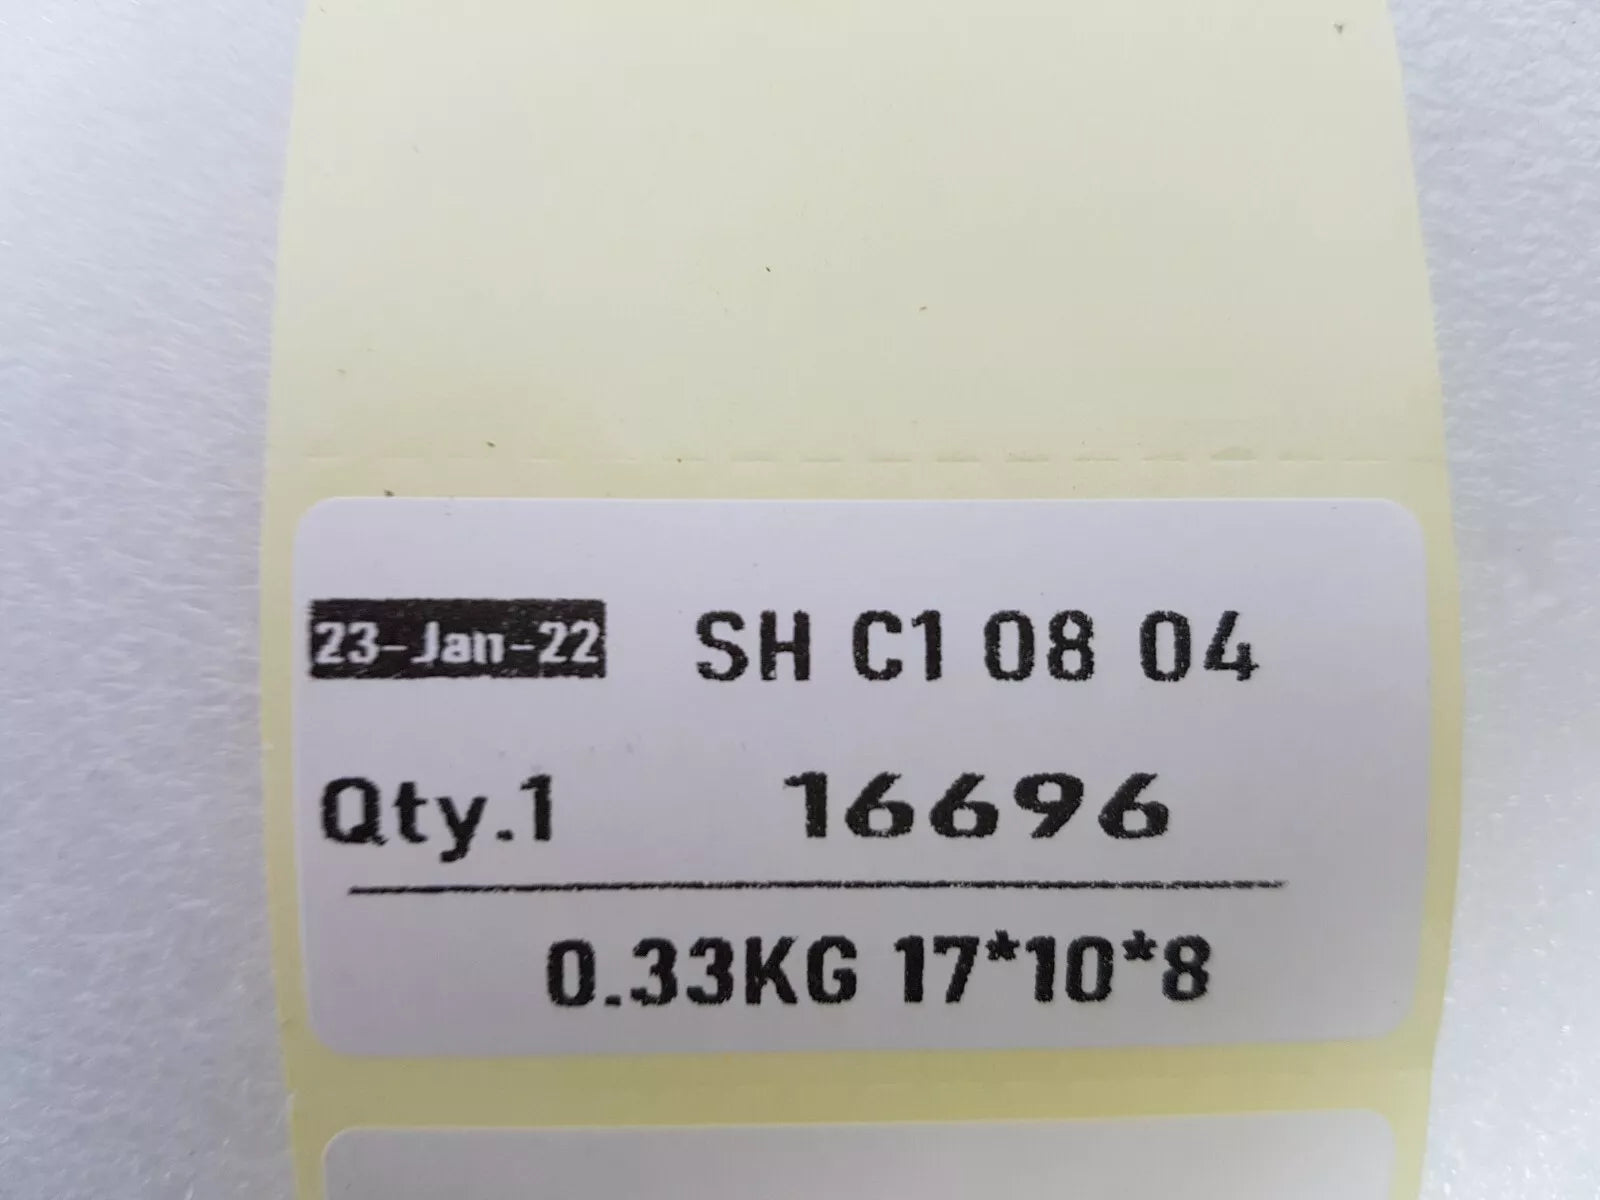 23-Jan-22 SH C1 08 04
Qty.1 16696
0.33KG 17*10*8